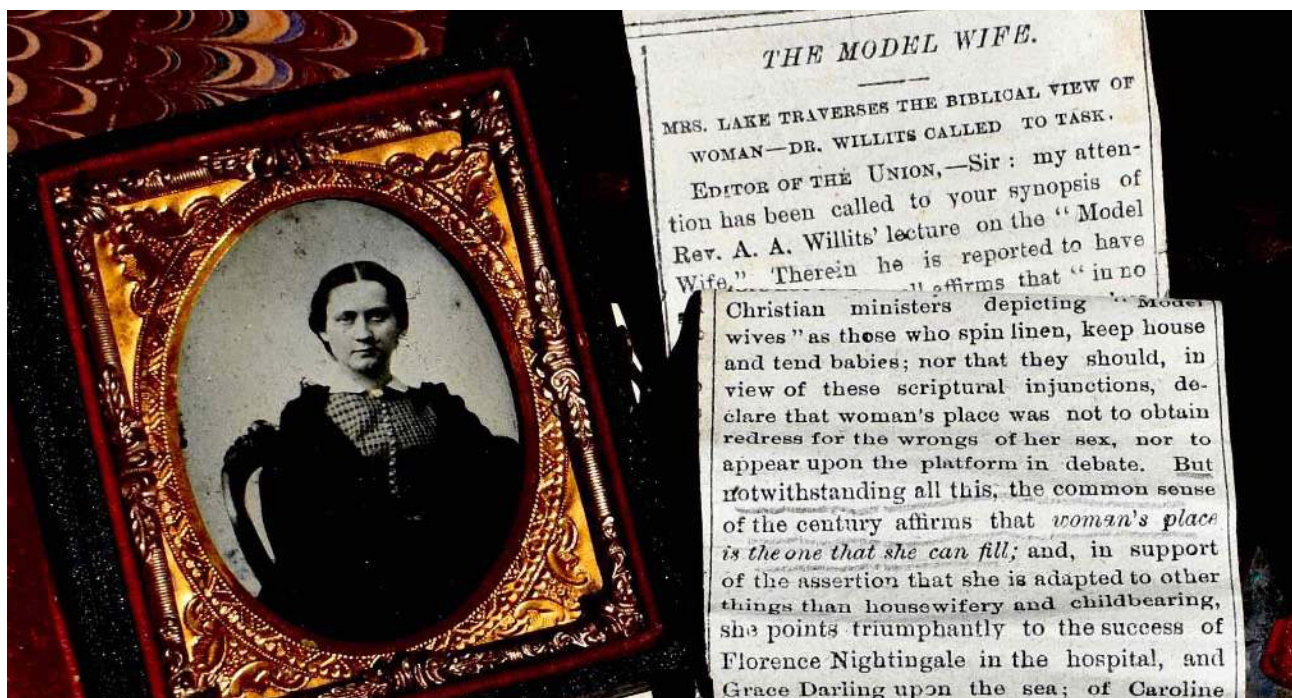 THE MODEL WIFE.
MRS. LAKE TRAVERSES THE BIBLICAL VIEW OF
WOMAN—DR. WILLITS CALLED TO TASK.
EDITOR OF THE UNION,—Sir: my atten-
tion has been called to your synopsis of
Rev. A. A. Willits' lecture on the "Model
Wife." Therein he is reported to have
affirms that "in no
Christian ministers depicting "Model
wives" as those who spin linen, keep house
and tend babies; nor that they should, in
view of these scriptural injunctions, de-
clare that woman's place was not to obtain
redress for the wrongs of her sex, nor to
appear upon the platform in debate. But
notwithstanding all this, the common sense
of the century affirms that woman's place
is the one that she can fill; and, in support
of the assertion that she is adapted to other
things than housewifery and childbearing,
she points triumphantly to the success of
Florence Nightingale in the hospital, and
Grace Darling upon the sea; of Caroline